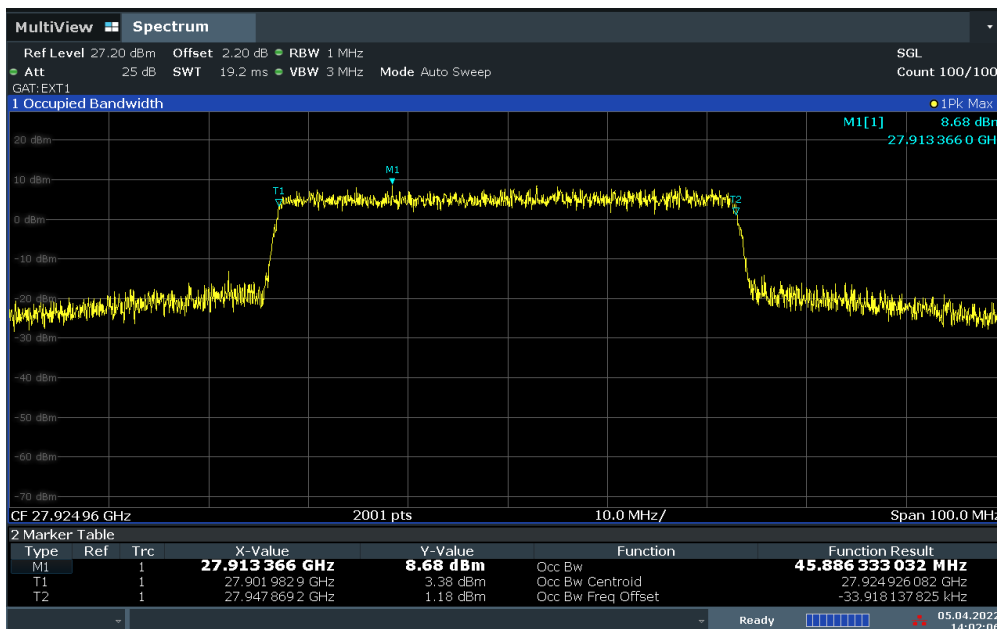 MultiView Spectrum
Ref Level 27.20 dBm Offset 2.20 dB RBW 1 MHz SGL
Att 25 dB SWT 19.2 ms VBW 3 MHz Mode Auto Sweep Count 100/100
GAT:EXT1
1 Occupied Bandwidth 1Pk Max
M1[1] 8.68 dBm
27.913 366 0 GH
20 dBm
M1
10 dBm
T1
T2
0 dBm
-10 dBm
-20 dBm
-30 dBm
-40 dBm
-50 dBm
-60 dBm
-70 dBm
CF 27.924 96 GHz 2001 pts 10.0 MHz/ Span 100.0 MHz
2 Marker Table
Type Ref Trc X-Value Y-Value Function Function Result
M1 1 27.913 366 GHz 8.68 dBm Occ Bw 45.886 333 032 MHz
T1 1 27.901 982 9 GHz 3.38 dBm Occ Bw Centroid 27.924 926 082 GHz
T2 1 27.947 869 2 GHz 1.18 dBm Occ Bw Freq Offset -33.918 137 825 kHz
Ready 05.04.2022
14:02:06